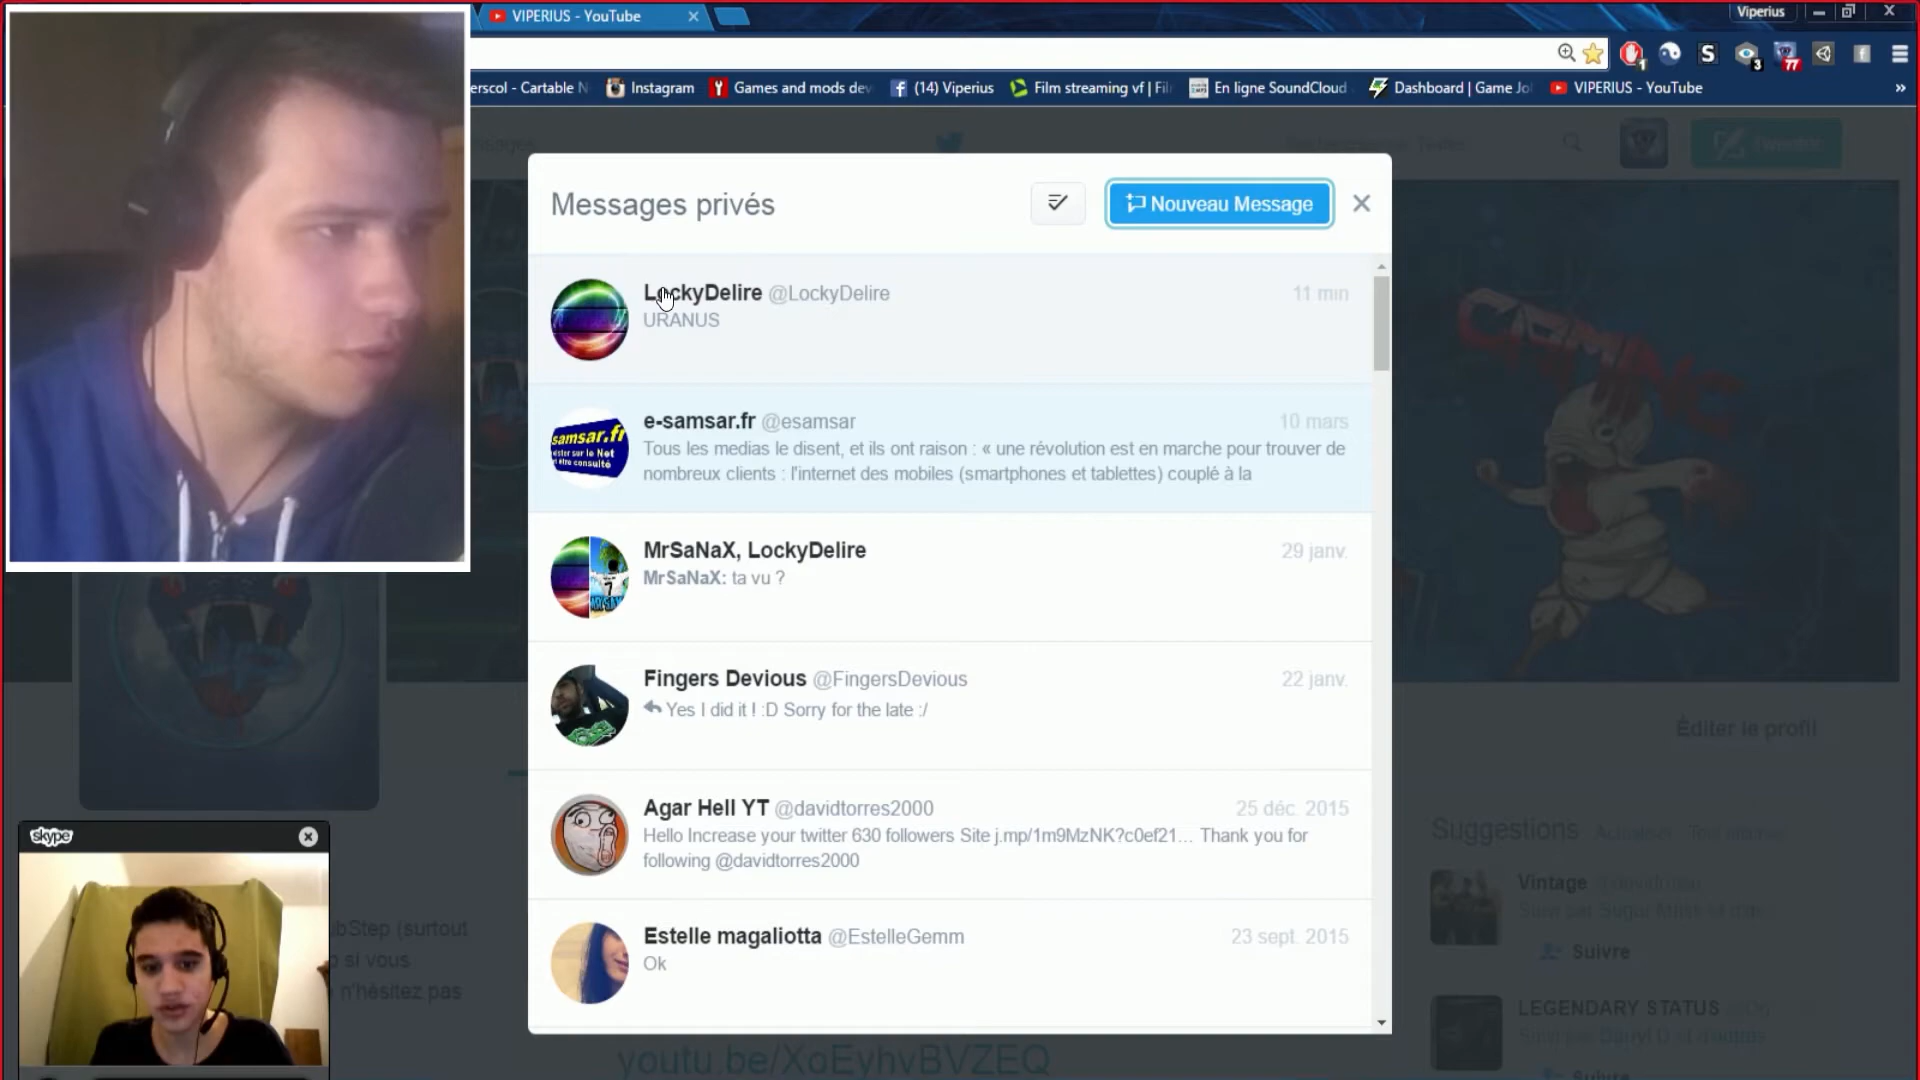 VIPERIUS - YouTube
Viperius
1
3
77
erscol - Cartable N
Instagram
Games and mods dev
(14) Viperius
Film streaming vf | Fil
En ligne SoundCloud
Dashboard | Game Jo
VIPERIUS - YouTube
»
Messages privés
Nouveau Message
LockyDelire @LockyDelire
11 min
URANUS
e-samsar.fr @esamsar
10 mars
Tous les medias le disent, et ils ont raison : « une révolution est en marche pour trouver de
nombreux clients : l'internet des mobiles (smartphones et tablettes) couplé à la
samsar.fr
MrSaNaX, LockyDelire
29 janv.
MrSaNaX: ta vu ?
Fingers Devious @FingersDevious
22 janv.
Yes I did it ! :D Sorry for the late :/
Agar Hell YT @davidtorres2000
25 déc. 2015
Hello Increase your twitter 630 followers Site j.mp/1m9MzNK?c0ef21... Thank you for
following @davidtorres2000
Estelle magaliotta @EstelleGemm
23 sept. 2015
Ok
GAMING
Éditer le profil
Suggestions
Vintage
Suivre
LEGENDARY STATUS
skype
bStep (surtout
si vous
n'hésitez pas
youtu.be/XoEyhvBVZEQ